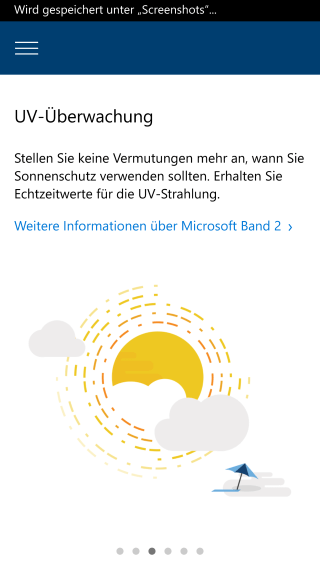 Wird gespeichert unter „Screenshots“...
UV-Überwachung
Stellen Sie keine Vermutungen mehr an, wann Sie
Sonnenschutz verwenden sollten. Erhalten Sie
Echtzeitwerte für die UV-Strahlung.
Weitere Informationen über Microsoft Band 2 ›